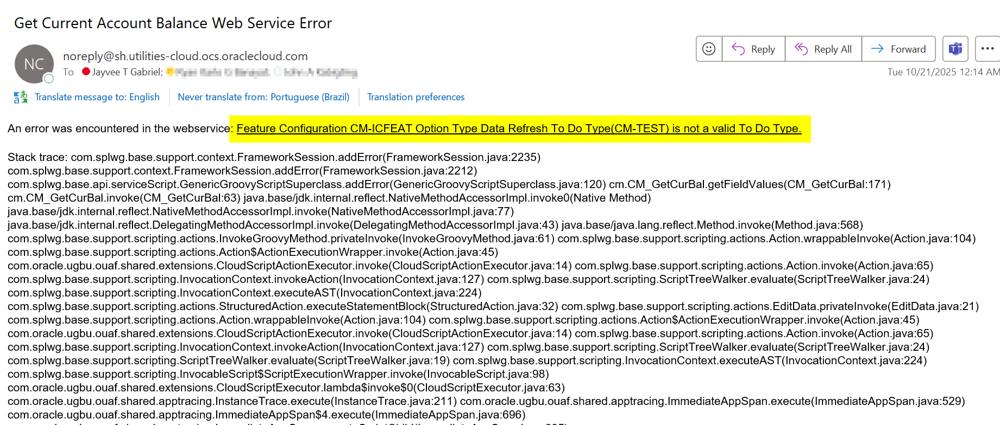 Get Current Account Balance Web Service Error
NC
noreply@sh.utilities-cloud.ocs.oraclecloud.com
To Jayvee T Gabriel;
Reply
Reply All
Forward
Tue 10/21/2025 12:14 AM
Translate message to: English
Never translate from: Portuguese (Brazil)
Translation preferences
An error was encountered in the webservice: Feature Configuration CM-ICFEAT Option Type Data Refresh To Do Type(CM-TEST) is not a valid To Do Type.
Stack trace: com.splwg.base.support.context.FrameworkSession.addError(FrameworkSession.java:2235)
com.splwg.base.support.context.FrameworkSession.addError(FrameworkSession.java:2212)
com.splwg.base.api.serviceScript.GenericGroovyScriptSuperclass.addError(GenericGroovyScriptSuperclass.java:120) cm.CM_GetCurBal.getFieldValues(CM_GetCurBal:171)
cm.CM_GetCurBal.invoke(CM_GetCurBal:63) java.base/jdk.internal.reflect.NativeMethodAccessorImpl.invoke0(Native Method)
java.base/jdk.internal.reflect.NativeMethodAccessorImpl.invoke(NativeMethodAccessorImpl.java:77)
java.base/jdk.internal.reflect.DelegatingMethodAccessorImpl.invoke(DelegatingMethodAccessorImpl.java:43) java.base/java.lang.reflect.Method.invoke(Method.java:568)
com.splwg.base.support.scripting.actions.InvokeGroovyMethod.privateInvoke(InvokeGroovyMethod.java:61) com.splwg.base.support.scripting.actions.Action.wrappableInvoke(Action.java:104)
com.splwg.base.support.scripting.actions.Action$ActionExecutionWrapper.invoke(Action.java:45)
com.oracle.ugbu.ouaf.shared.extensions.CloudScriptActionExecutor.invoke(CloudScriptActionExecutor.java:14) com.splwg.base.support.scripting.actions.Action.invoke(Action.java:65)
com.splwg.base.support.scripting.InvocationContext.invokeAction(InvocationContext.java:127) com.splwg.base.support.scripting.ScriptTreeWalker.evaluate(ScriptTreeWalker.java:24)
com.splwg.base.support.scripting.InvocationContext.executeAST(InvocationContext.java:224)
com.splwg.base.support.scripting.actions.StructuredAction.executeStatementBlock(StructuredAction.java:32) com.splwg.base.support.scripting.actions.EditData.privateInvoke(EditData.java:21)
com.splwg.base.support.scripting.actions.Action.wrappableInvoke(Action.java:104) com.splwg.base.support.scripting.actions.Action$ActionExecutionWrapper.invoke(Action.java:45)
com.oracle.ugbu.ouaf.shared.extensions.CloudScriptActionExecutor.invoke(CloudScriptActionExecutor.java:14) com.splwg.base.support.scripting.actions.Action.invoke(Action.java:65)
com.splwg.base.support.scripting.InvocationContext.invokeAction(InvocationContext.java:127) com.splwg.base.support.scripting.ScriptTreeWalker.evaluate(ScriptTreeWalker.java:24)
com.splwg.base.support.scripting.ScriptTreeWalker.evaluate(ScriptTreeWalker.java:19) com.splwg.base.support.scripting.InvocationContext.executeAST(InvocationContext.java:224)
com.splwg.base.support.scripting.InvocableScript$ScriptExecutionWrapper.invoke(InvocableScript.java:98)
com.oracle.ugbu.ouaf.shared.extensions.CloudScriptExecutor.lambda$invoke$0(CloudScriptExecutor.java:63)
com.oracle.ugbu.ouaf.shared.apptracing.InstanceTrace.execute(InstanceTrace.java:211) com.oracle.ugbu.ouaf.shared.apptracing.ImmediateAppSpan.execute(ImmediateAppSpan.java:529)
com.oracle.ugbu.ouaf.shared.apptracing.ImmediateAppSpan$4.execute(ImmediateAppSpan.java:696)